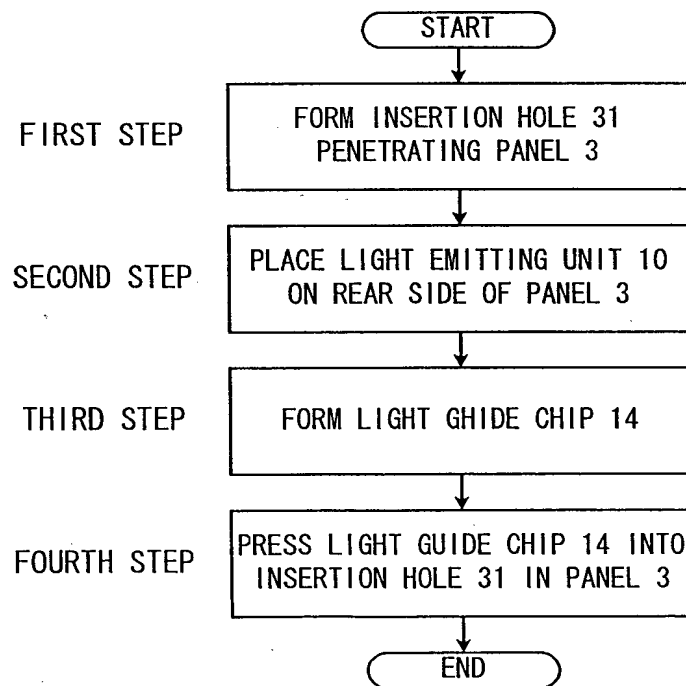 START
FIRST STEP
FORM INSERTION HOLE 31
PENETRATING PANEL 3
SECOND STEP
PLACE LIGHT EMITTING UNIT 10
ON REAR SIDE OF PANEL 3
THIRD STEP
FORM LIGHT GHIDE CHIP 14
FOURTH STEP
PRESS LIGHT GUIDE CHIP 14 INTO
INSERTION HOLE 31 IN PANEL 3
END